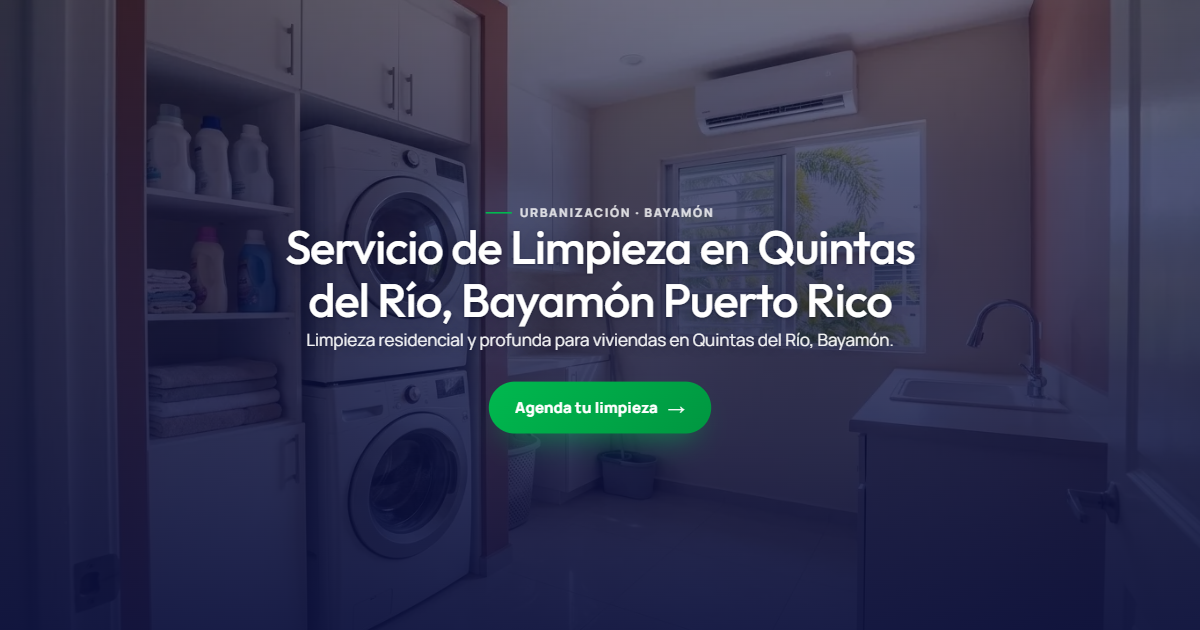 URBANIZACIÓN · BAYAMÓN
Servicio de Limpieza en Quintas
del Río, Bayamón Puerto Rico
Limpieza residencial y profunda para viviendas en Quintas del Río, Bayamón.
Agenda tu limpieza →